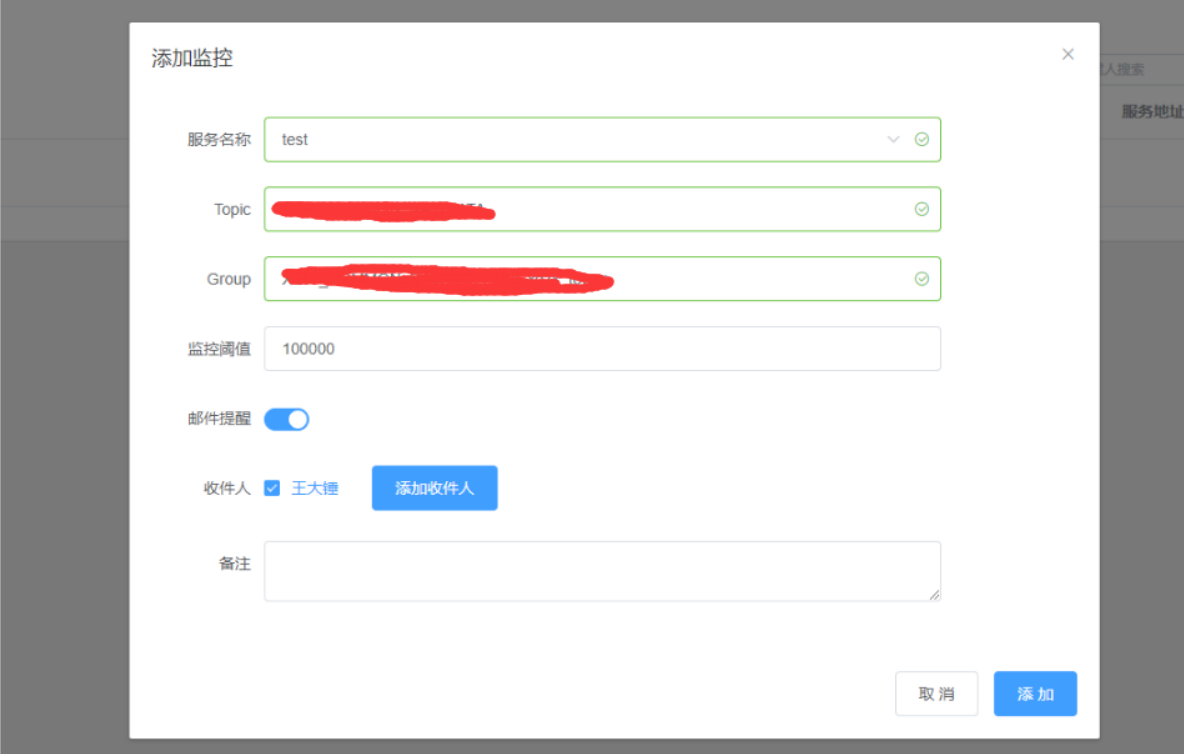 添加监控
人搜索
服务名称 test
服务地址
Topic
Group
监控阈值 100000
邮件提醒
收件人 王大锤 添加收件人
备注
取消 添加